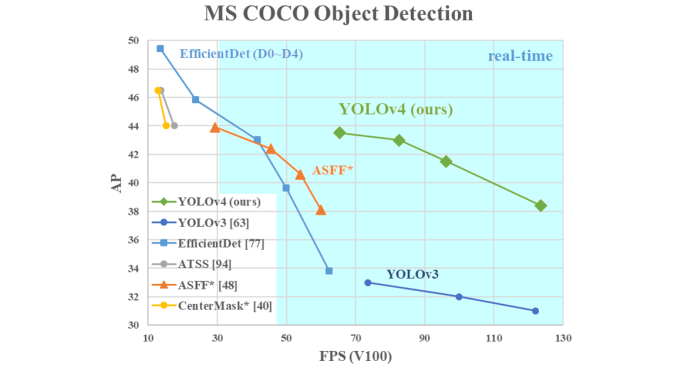 MS COCO Object Detection
50
EfficientDet (D0~D4)
real-time
48
46
YOLOv4 (ours)
44
42
ASFF*
AP
40
YOLOv4 (ours)
38
YOLOv3 [63]
36
EfficientDet [77]
34
ATSS [94]
YOLOv3
ASFF* [48]
32
CenterMask* [40]
30
10
30
50
70
90
110
130
FPS (V100)